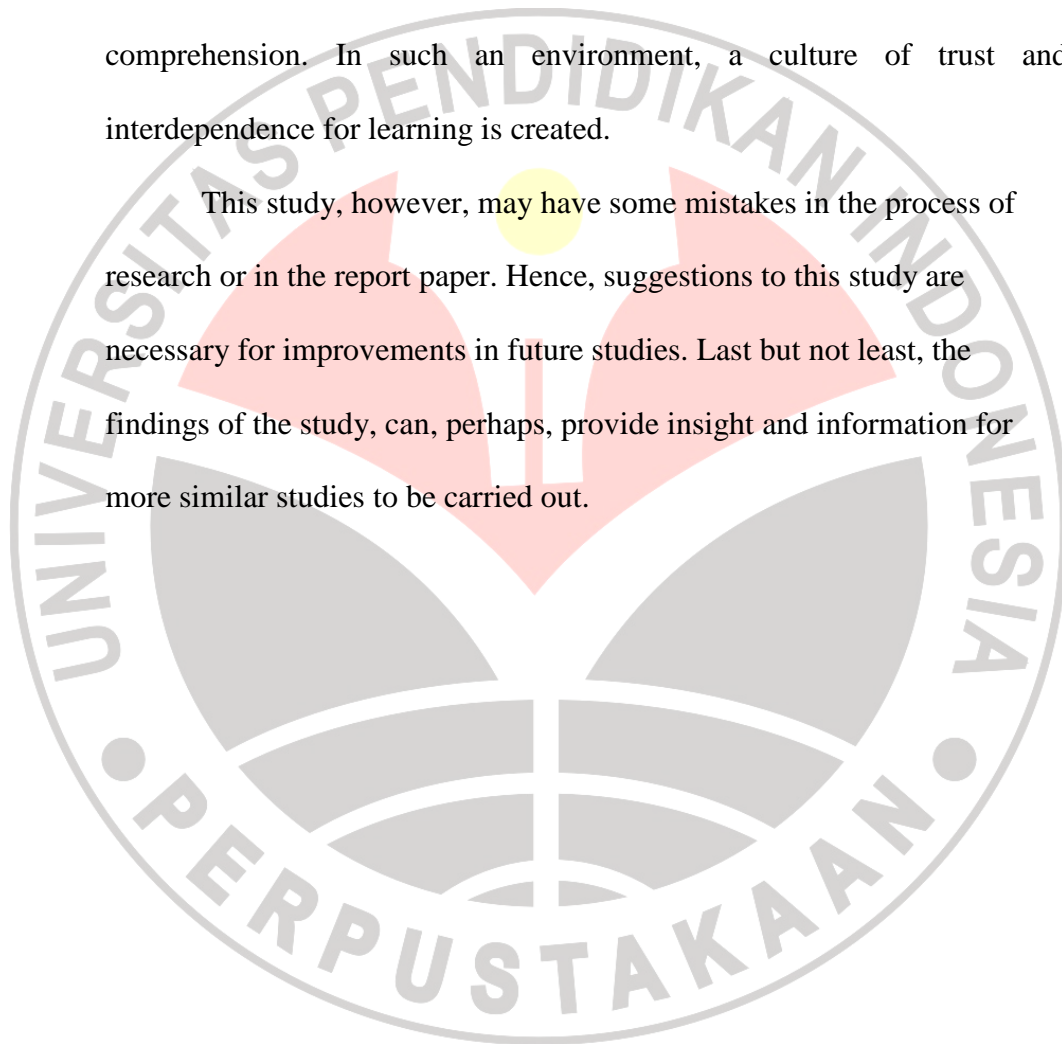 comprehension. In such an environment, a culture of trust and
interdependence for learning is created.
This study, however, may have some mistakes in the process of
research or in the report paper. Hence, suggestions to this study are
necessary for improvements in future studies. Last but not least, the
findings of the study, can, perhaps, provide insight and information for
more similar studies to be carried out.
UNIVERSITAS PENDIDIKAN INDONESIA
PERPUSTAKAAN